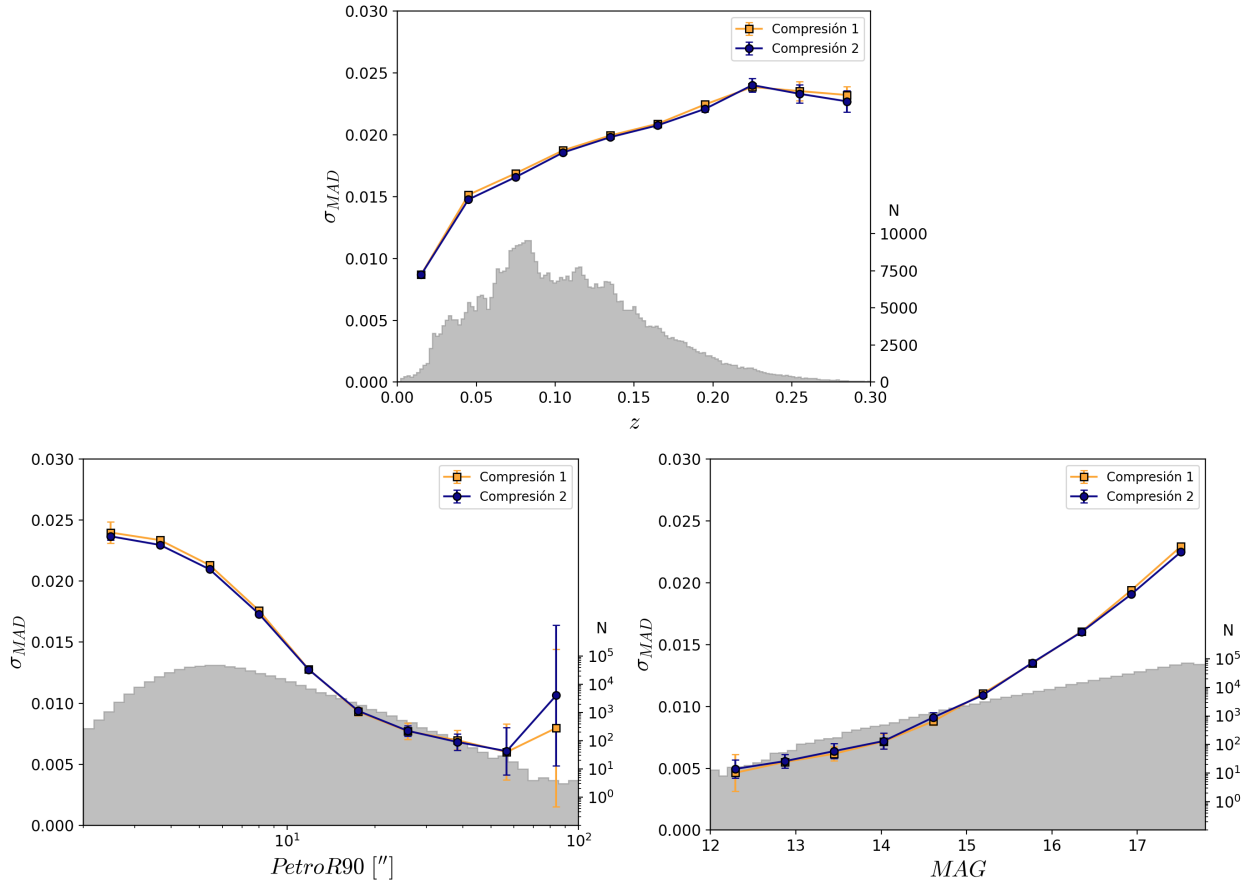 0.030
0.025
0.020
0.015
0.010
0.005
0.000
σ_MAD
Compresión 1
Compresión 2
N
10000
7500
5000
2500
0
0.00 0.05 0.10 0.15 0.20 0.25 0.30
z
0.030
0.025
0.020
0.015
0.010
0.005
0.000
σ_MAD
Compresión 1
Compresión 2
N
10⁵
10⁴
10³
10²
10¹
10⁰
10¹ 10²
PetroR90 ["]
0.030
0.025
0.020
0.015
0.010
0.005
0.000
σ_MAD
Compresión 1
Compresión 2
N
10⁵
10⁴
10³
10²
10¹
10⁰
12 13 14 15 16 17
MAG